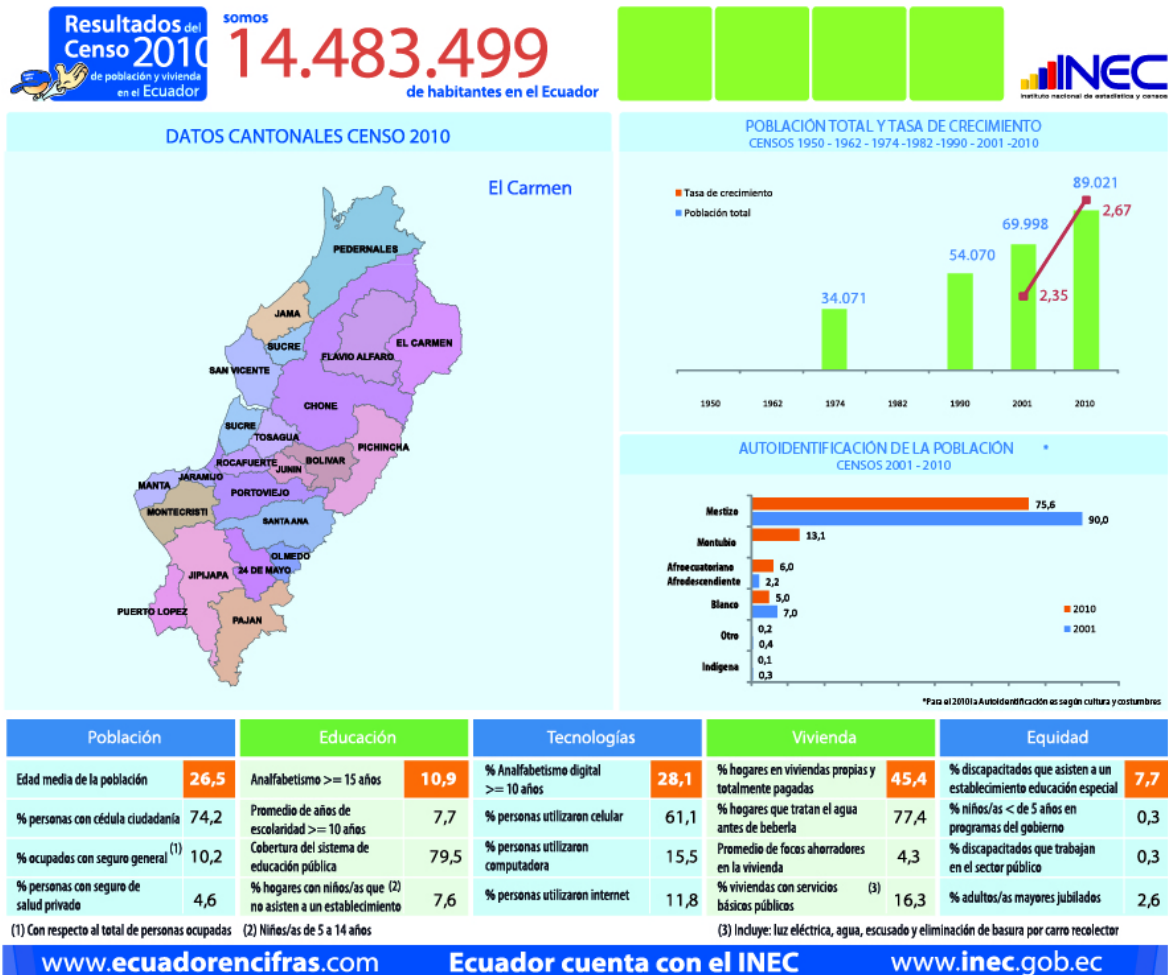 Resultados del
Censo 2010
de población y vivienda
en el Ecuador
somos
14.483.499
de habitantes en el Ecuador
INEC
instituto nacional de estadística y censos
DATOS CANTONALES CENSO 2010
El Carmen
PEDERNALES
JAMA
SUCRE
EL CARMEN
FLAVIO ALFARO
SAN VICENTE
CHONE
SUCRE
TOSAGUA
PICHINCHA
ROCAFUERTE
BOLIVAR
JUNIN
JARAMIJO
MANTA
PORTOVIEJO
MONTECRISTI
SANTA ANA
OLMEDO
24 DE MAYO
JIPIJAPA
PUERTO LOPEZ
PAJAN
POBLACIÓN TOTAL Y TASA DE CRECIMIENTO
CENSOS 1950 - 1962 - 1974 -1982 -1990 - 2001 -2010
Tasa de crecimiento
Población total
34.071
54.070
69.998
89.021
2,35
2,67
1950 1962 1974 1982 1990 2001 2010
AUTOIDENTIFICACIÓN DE LA POBLACIÓN *
CENSOS 2001 - 2010
Mestizo 75,6
90,0
Montubio 13,1
Afroecuatoriano 6,0
Afrodescendiente 2,2
Blanco 5,0
7,0
Otro 0,2
0,4
Indígena 0,1
0,3
2010
2001
*Para el 2010 la Autoidentificación es según cultura y costumbres
Población
Edad media de la población 26,5
% personas con cédula ciudadanía 74,2
% ocupados con seguro general (1) 10,2
% personas con seguro de
salud privado 4,6
Educación
Analfabetismo >= 15 años 10,9
Promedio de años de
escolaridad >= 10 años 7,7
Cobertura del sistema de
educación pública 79,5
% hogares con niños/as que (2)
no asisten a un establecimiento 7,6
Tecnologías
% Analfabetismo digital
>= 10 años 28,1
% personas utilizaron celular 61,1
% personas utilizaron
computadora 15,5
% personas utilizaron internet 11,8
Vivienda
% hogares en viviendas propias y
totalmente pagadas 45,4
% hogares que tratan el agua
antes de beberla 77,4
Promedio de focos ahorradores
en la vivienda 4,3
% viviendas con servicios (3)
básicos públicos 16,3
Equidad
% discapacitados que asisten a un
establecimiento educación especial 7,7
% niños/as < de 5 años en
programas del gobierno 0,3
% discapacitados que trabajan
en el sector público 0,3
% adultos/as mayores jubilados 2,6
(1) Con respecto al total de personas ocupadas (2) Niños/as de 5 a 14 años
(3) Incluye: luz eléctrica, agua, escusado y eliminación de basura por carro recolector
www.ecuadorencifras.com Ecuador cuenta con el INEC www.inec.gob.ec